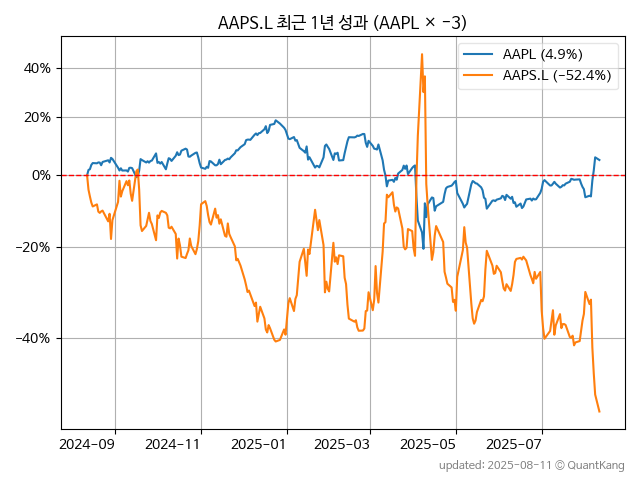 AAPS.L 최근 1년 성과 (AAPL × −3)
AAPL (4.9%)
AAPS.L (−52.4%)
40%
20%
0%
−20%
−40%
2024−09
2024−11
2025−01
2025−03
2025−05
2025−07
updated: 2025-08-11 © QuantKang